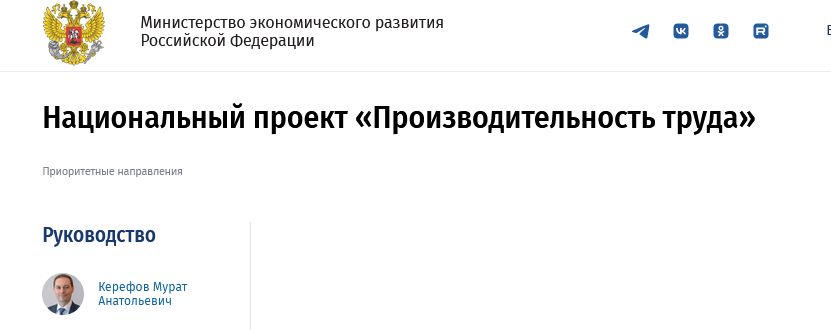 Министерство экономического развития
Российской Федерации
Национальный проект «Производительность труда»
Приоритетные направления
Руководство
Керефов Мурат
Анатольевич